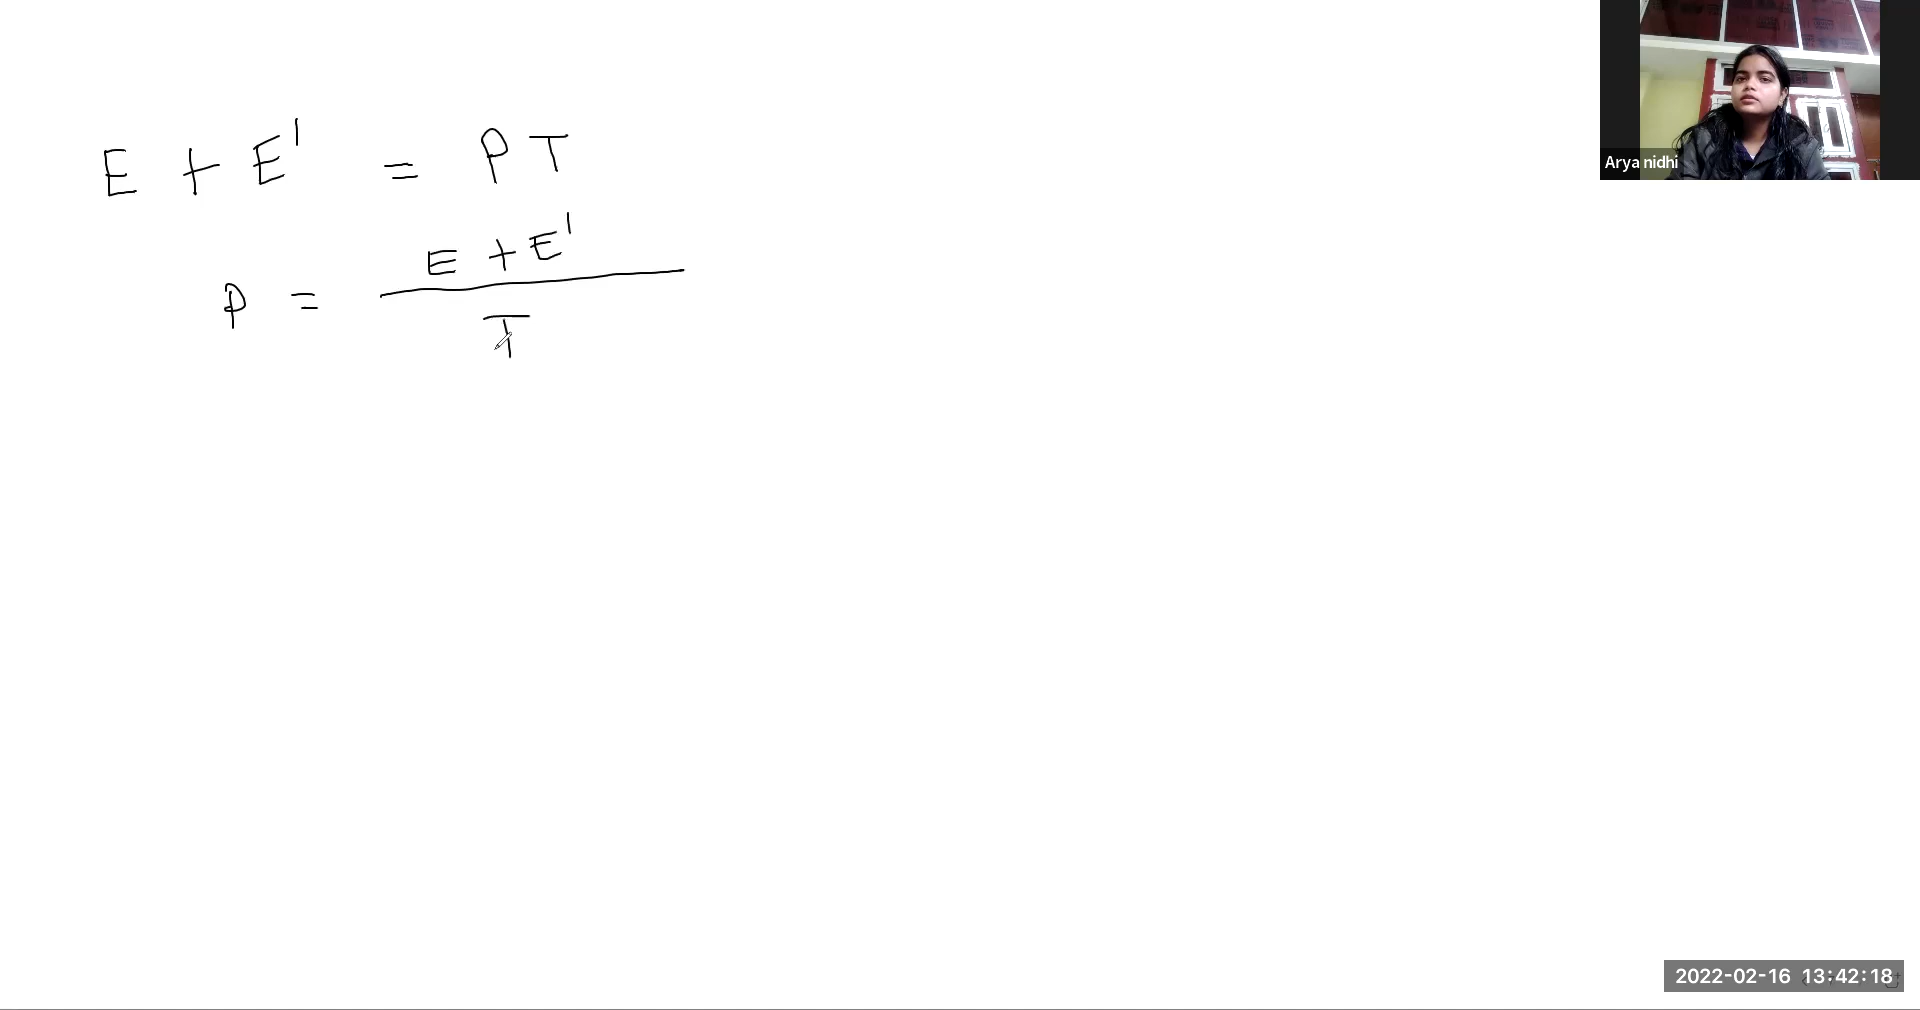 E + E' = PT
P = E + E'
T
Arya nidhi
2022-02-16 13:42:18